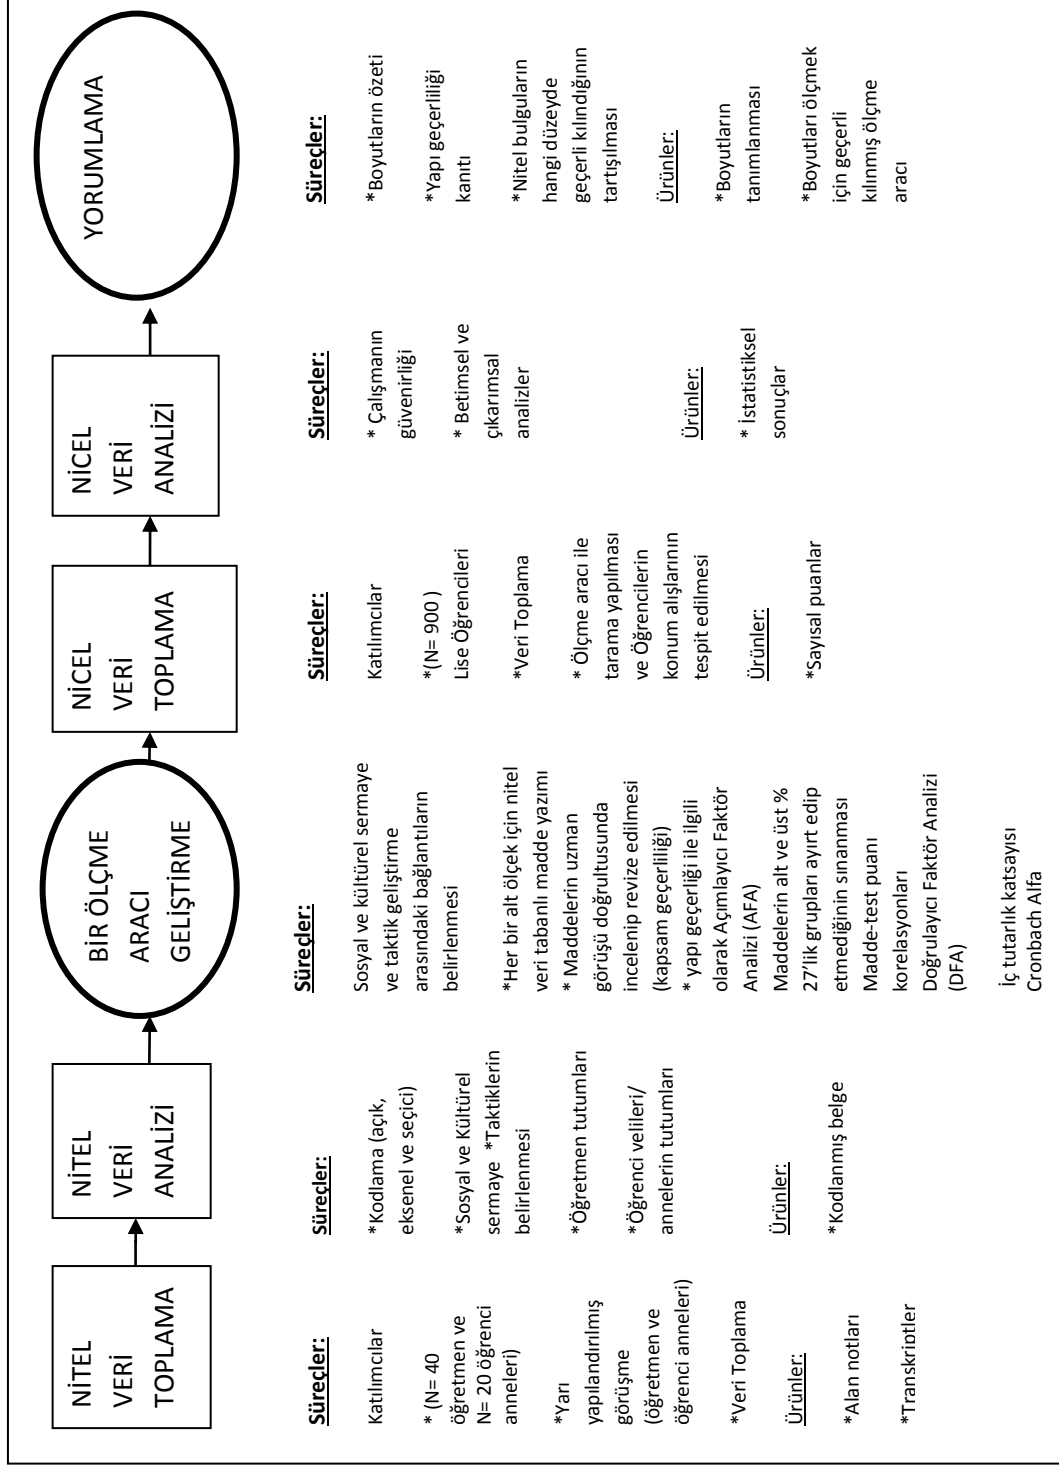 NİTEL
VERİ
TOPLAMA
Süreçler:
Katılımcılar
* (N= 40
öğretmen ve
N= 20 öğrenci
anneleri)
*Yarı
yapılandırılmış
görüşme
(öğretmen ve
öğrenci anneleri)
*Veri Toplama
Ürünler:
*Alan notları
*Transkriptler
NİTEL
VERİ
ANALİZİ
Süreçler:
*Kodlama (açık,
eksenel ve seçici)
*Sosyal ve Kültürel
sermaye *Taktiklerin
belirlenmesi
*Öğretmen tutumları
*Öğrenci velileri/
annelerin tutumları
Ürünler:
*Kodlanmış belge
BİR ÖLÇME
ARACI
GELİŞTİRME
Süreçler:
Sosyal ve kültürel sermaye
ve taktik geliştirme
arasındaki bağlantıların
belirlenmesi
*Her bir alt ölçek için nitel
veri tabanlı madde yazımı
* Maddelerin uzman
görüşü doğrultusunda
incelenip revize edilmesi
(kapsam geçerliliği)
* yapı geçerliği ile ilgili
olarak Açımlayıcı Faktör
Analizi (AFA)
Maddelerin alt ve üst %
27’lik grupları ayırt edip
etmediğinin sınanması
Madde-test puanı
korelasyonları
Doğrulayıcı Faktör Analizi
(DFA)
İç tutarlık katsayısı
Cronbach Alfa
NİCEL
VERİ
TOPLAMA
Süreçler:
Katılımcılar
*(N= 900 )
Lise Öğrencileri
*Veri Toplama
* Ölçme aracı ile
tarama yapılması
ve Öğrencilerin
konum alışlarının
tespit edilmesi
Ürünler:
*Sayısal puanlar
NİCEL
VERİ
ANALİZİ
Süreçler:
* Çalışmanın
güvenirliği
* Betimsel ve
çıkarımsal
analizler
Ürünler:
* İstatistiksel
sonuçlar
YORUMLAMA
Süreçler:
*Boyutların özeti
*Yapı geçerliliği
kanıtı
*Nitel bulguların
hangi düzeyde
geçerli kılındığının
tartışılması
Ürünler:
*Boyutların
tanımlanması
*Boyutları ölçmek
için geçerli
kılınmış ölçme
aracı